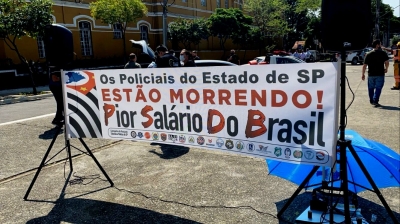 Os Policiais do Estado de SP
ESTÃO MORRENDO!
Pior Salário Do Brasil